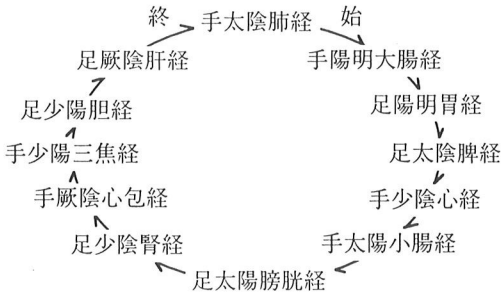 始
手太陰肺経
手陽明大腸経
足陽明胃経
足太陰脾経
手少陰心経
手太陽小腸経
足太陽膀胱経
足少陰腎経
手厥陰心包経
手少陽三焦経
足少陽胆経
足厥陰肝経
終